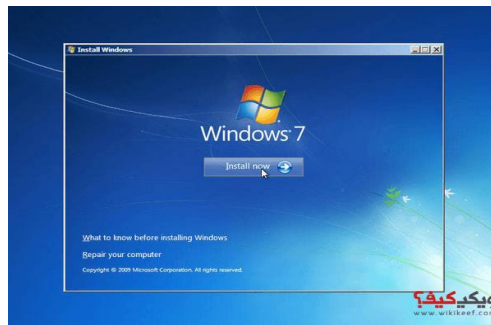 Install Windows
Windows 7
Install now
What to know before installing Windows
Repair your computer
Copyright © 2009 Microsoft Corporation. All rights reserved.
ويكيكيف؟
www.wikikeef.com